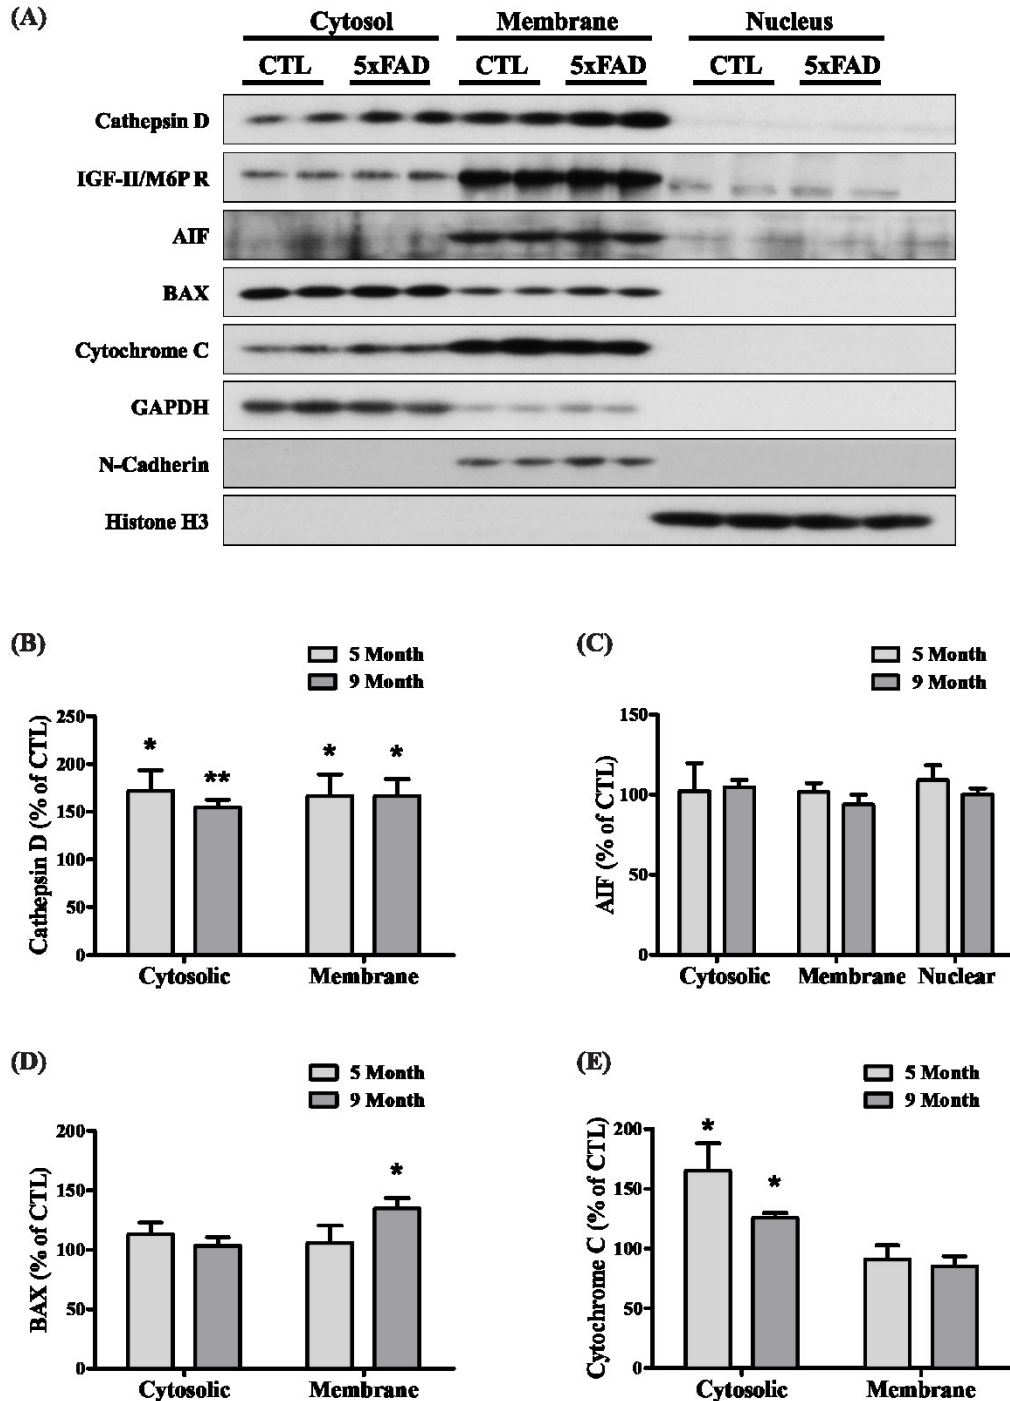 (A)
Cytosol Membrane Nucleus
CTL 5xFAD CTL 5xFAD CTL 5xFAD
Cathepsin D
IGF-II/M6P R
AIF
BAX
Cytochrome C
GAPDH
N-Cadherin
Histone H3
(B)
5 Month
9 Month
Cathepsin D (% of CTL)
250
200
150
100
50
0
* ** * *
Cytosolic Membrane
(C)
5 Month
9 Month
AIF (% of CTL)
150
100
50
0
Cytosolic Membrane Nuclear
(D)
5 Month
9 Month
BAX (% of CTL)
200
150
100
50
0
*
Cytosolic Membrane
(E)
5 Month
9 Month
Cytochrome C (% of CTL)
200
150
100
50
0
* *
Cytosolic Membrane